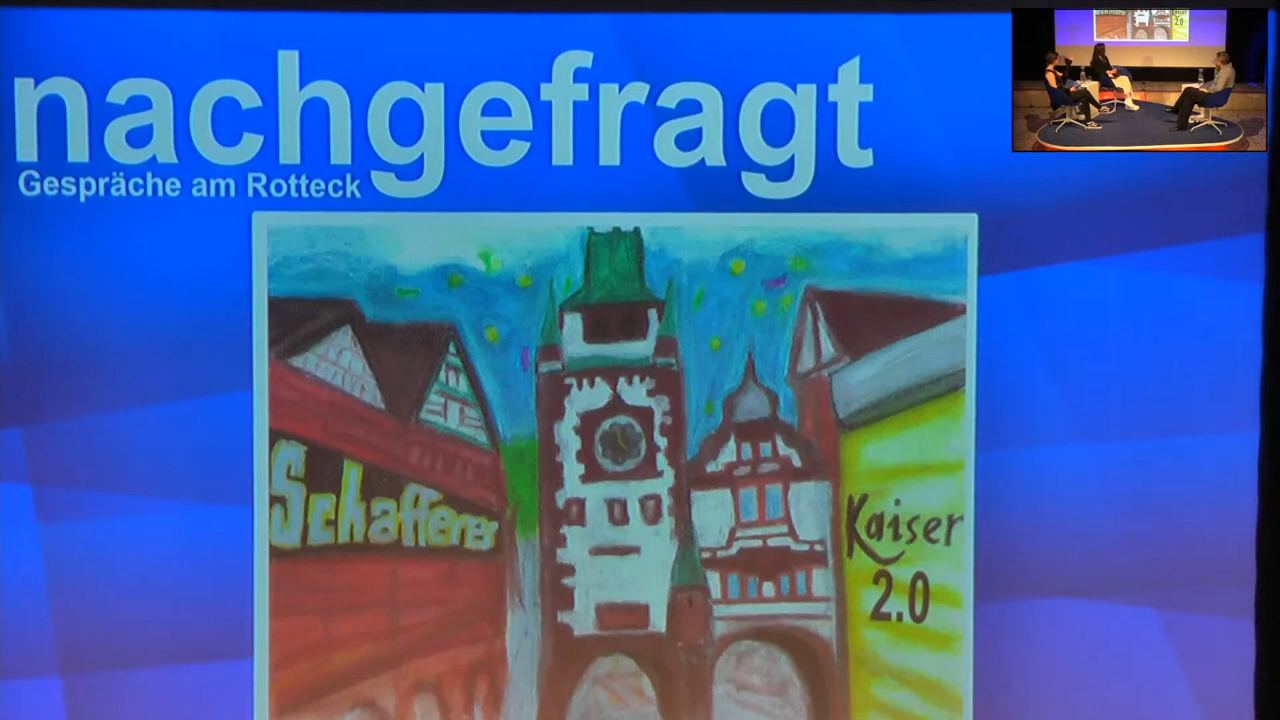 nachgefragt
Gespräche am Rotteck
Schafferer
Kaiser
2.0